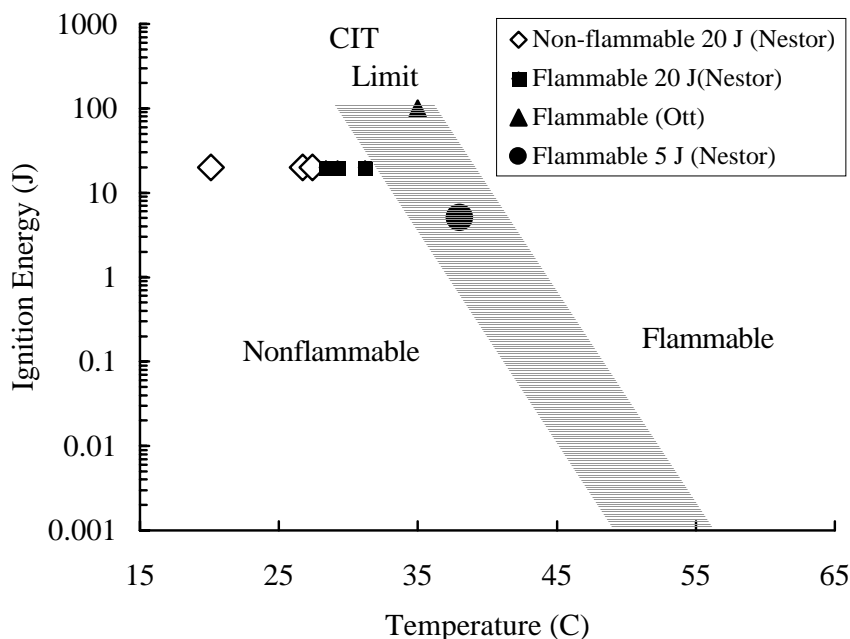 1000
100
10
1
0.1
0.01
0.001
Ignition Energy (J)
CIT
Limit
Non-flammable 20 J (Nestor)
Flammable 20 J(Nestor)
Flammable (Ott)
Flammable 5 J (Nestor)
Nonflammable
Flammable
15 25 35 45 55 65
Temperature (C)